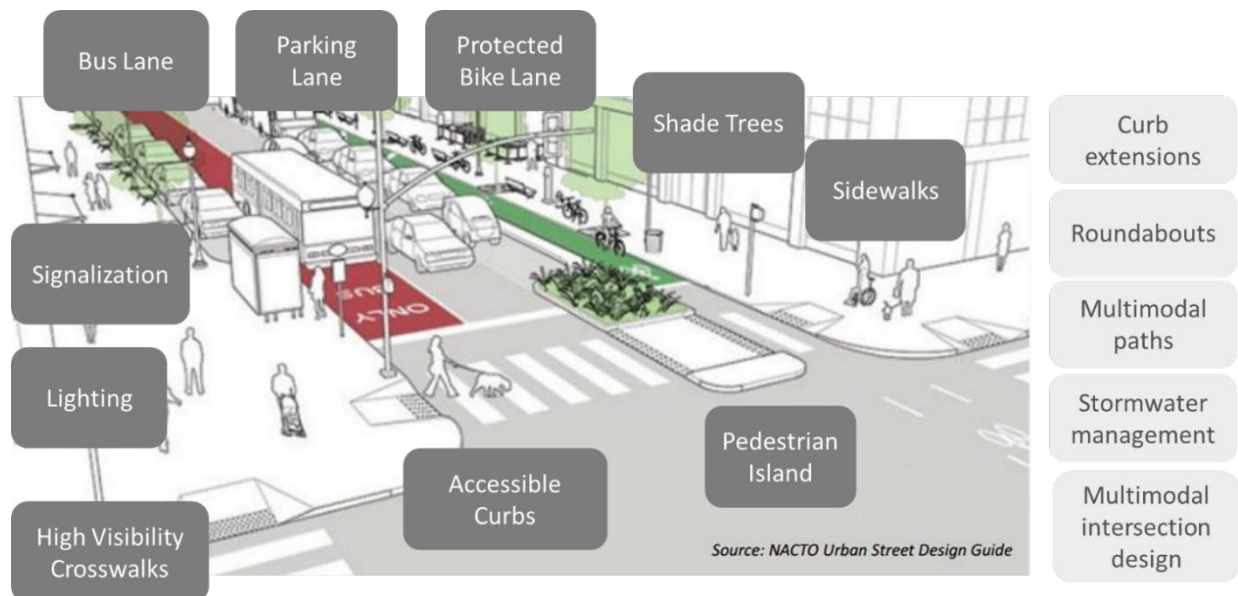 Bus Lane
Parking
Lane
Protected
Bike Lane
Shade Trees
Sidewalks
Signalization
Lighting
High Visibility
Crosswalks
Accessible
Curbs
Pedestrian
Island
ONLY
BUS
Source: NACTO Urban Street Design Guide
Curb
extensions
Roundabouts
Multimodal
paths
Stormwater
management
Multimodal
intersection
design